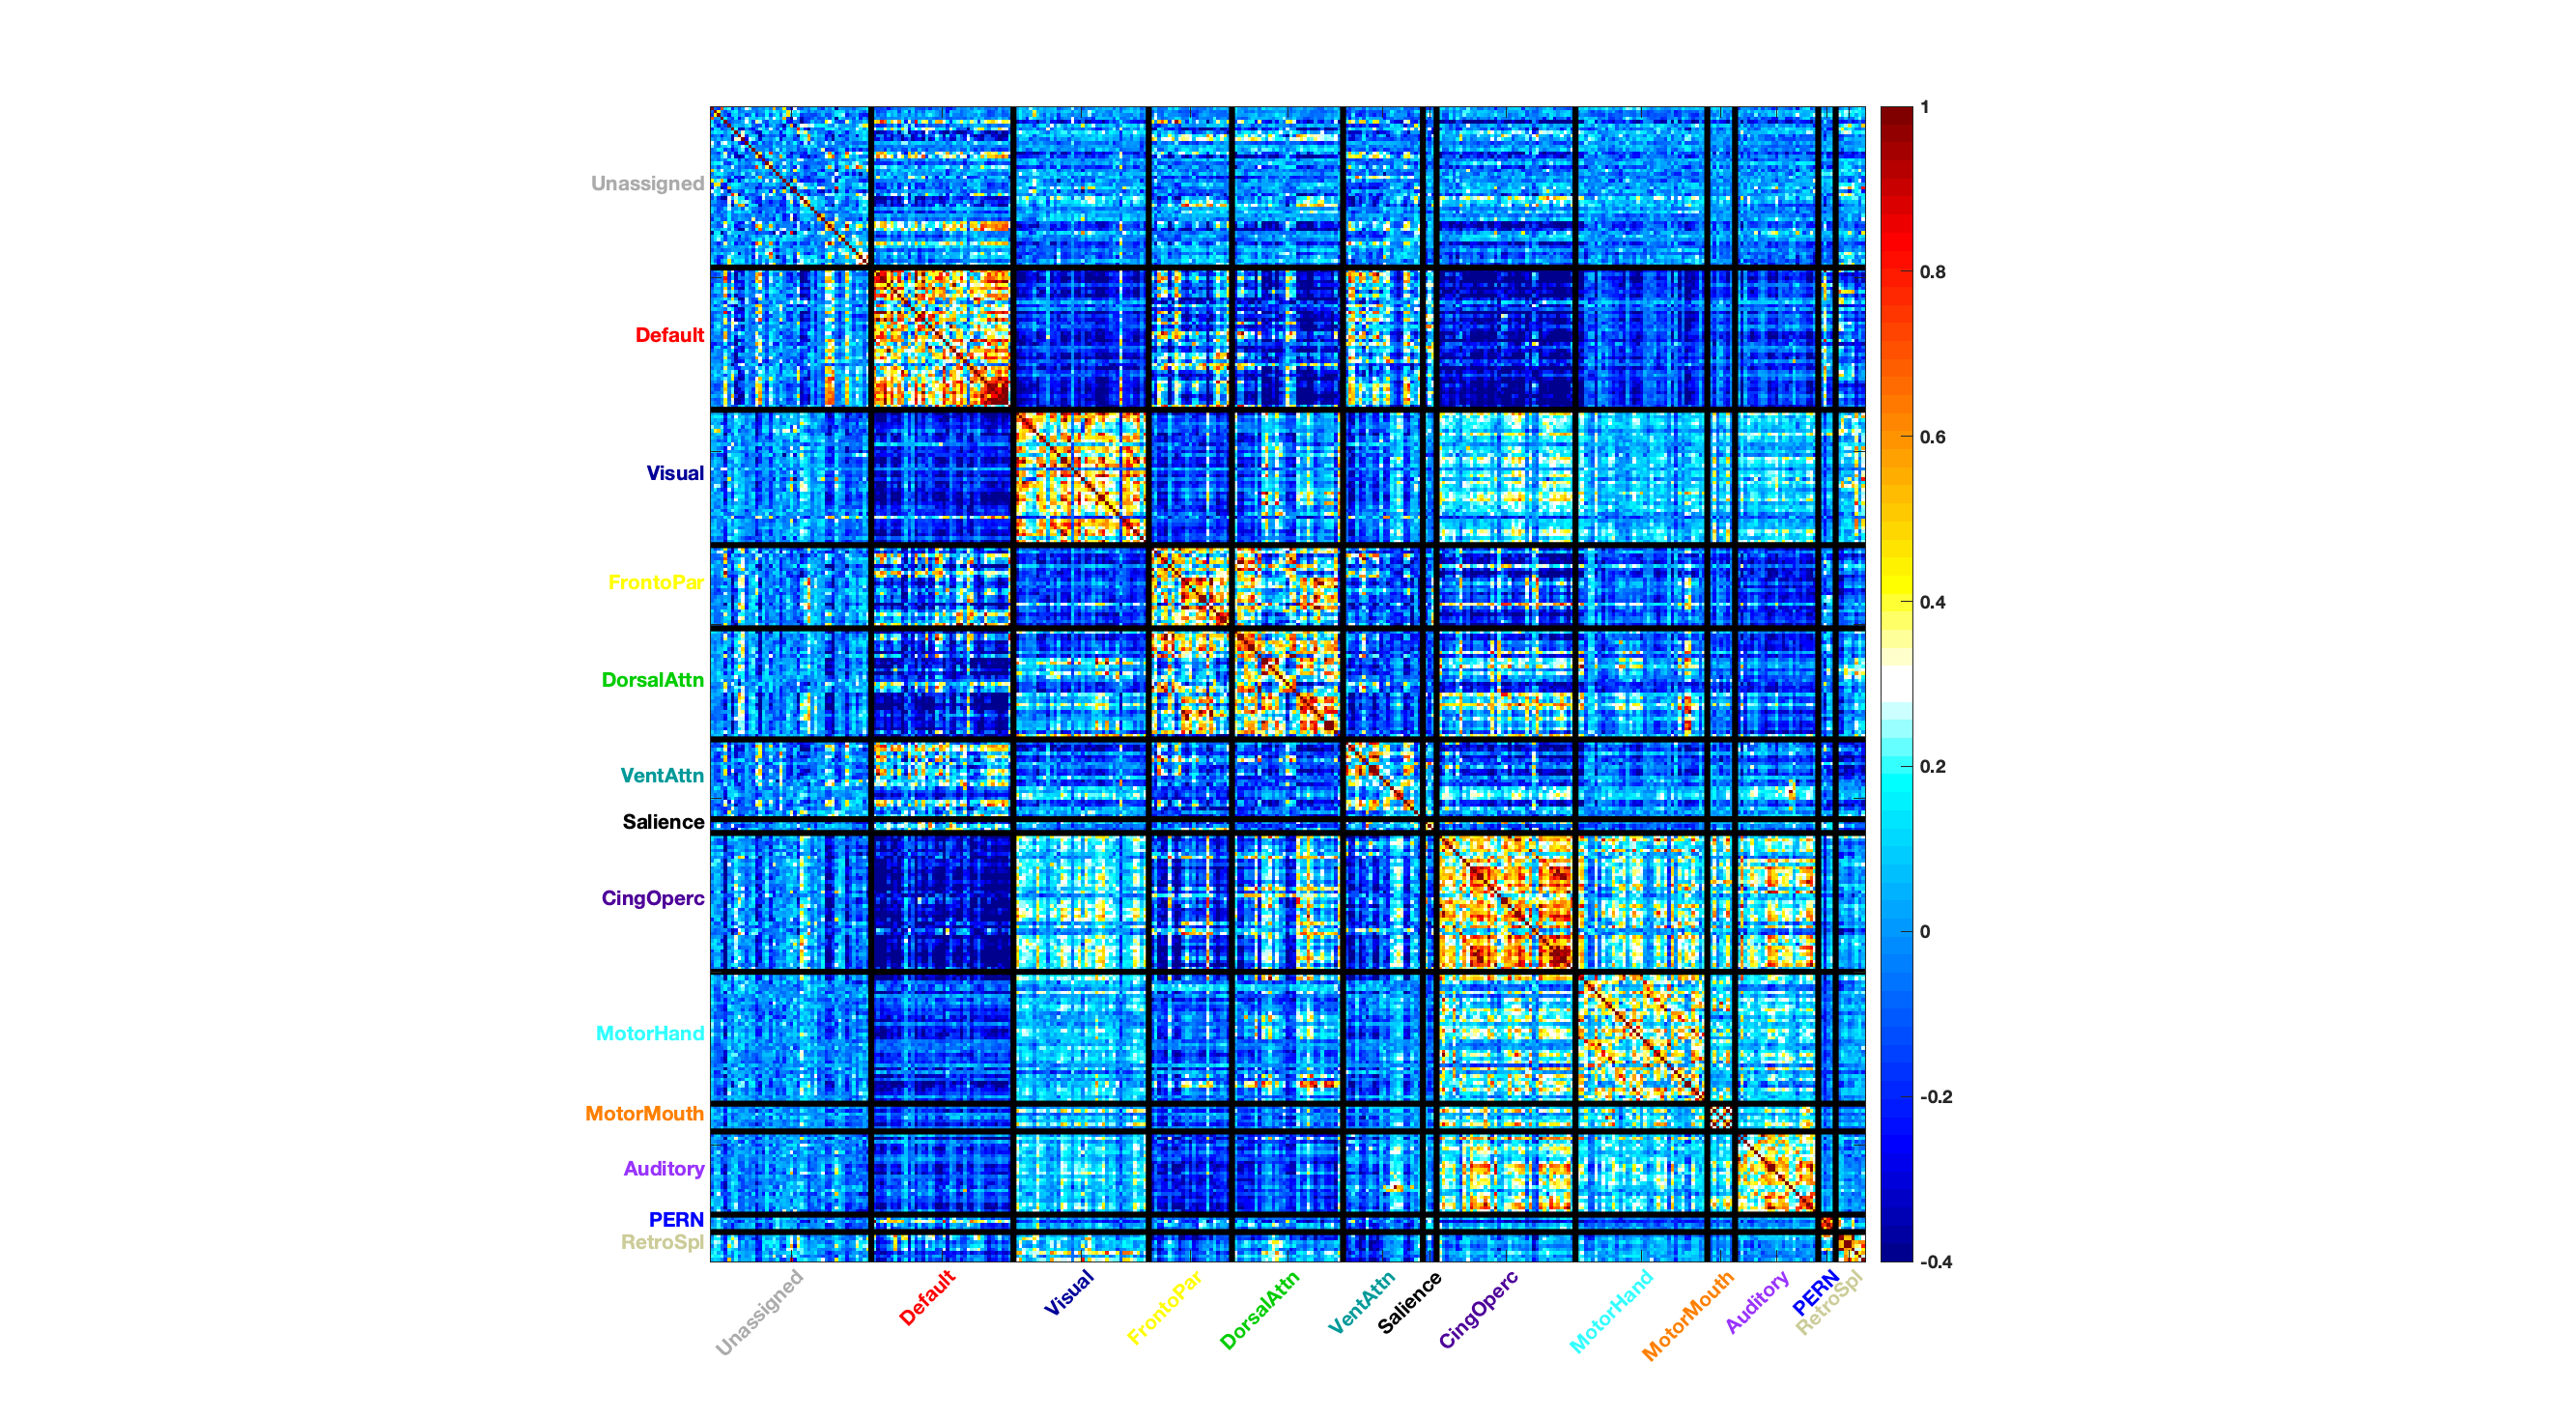 Unassigned
Default
Visual
FrontoPar
DorsalAttn
VentAttn
Salience
CingOperc
MotorHand
MotorMouth
Auditory
PERN
RetroSpl
Unassigned
Default
Visual
FrontoPar
DorsalAttn
VentAttn
Salience
CingOperc
MotorHand
MotorMouth
Auditory
PERN
RetroSpl
1
0.8
0.6
0.4
0.2
0
-0.2
-0.4